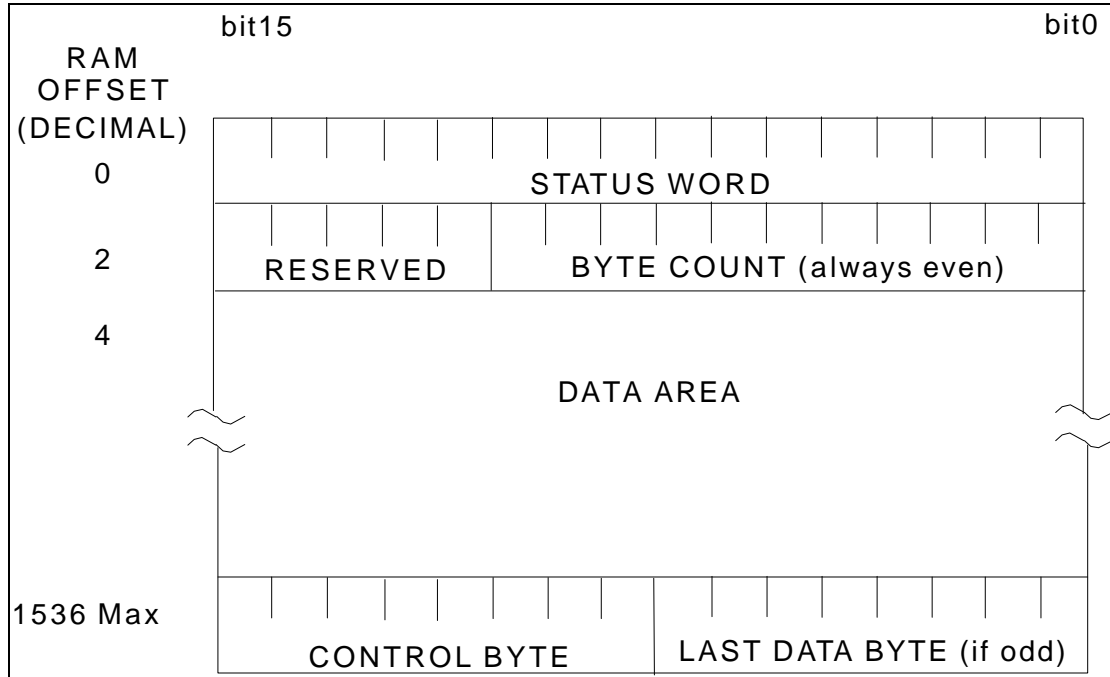 bit15 bit0
RAM
OFFSET
(DECIMAL)
0 STATUS WORD
2 RESERVED BYTE COUNT (always even)
4
DATA AREA
1536 Max
CONTROL BYTE LAST DATA BYTE (if odd)